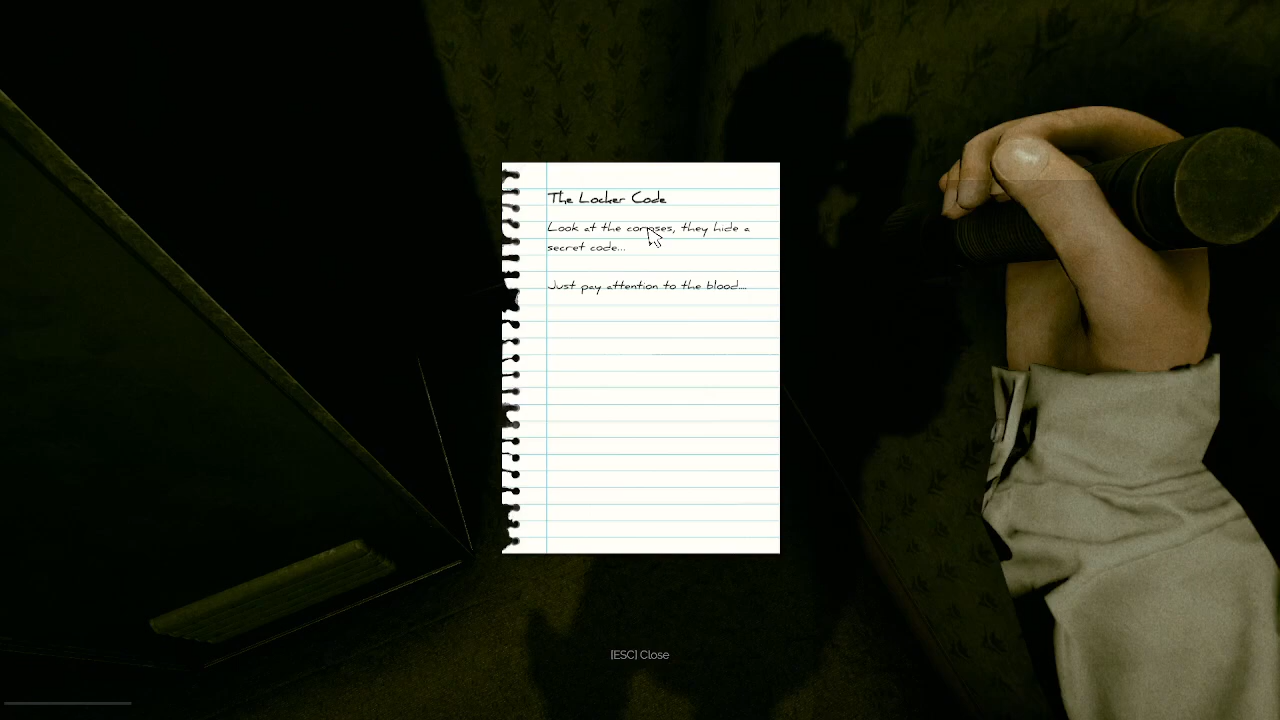 The Locker Code
Look at the corpses, they hide a
secret code...
Just pay attention to the blood....
[ESC] Close